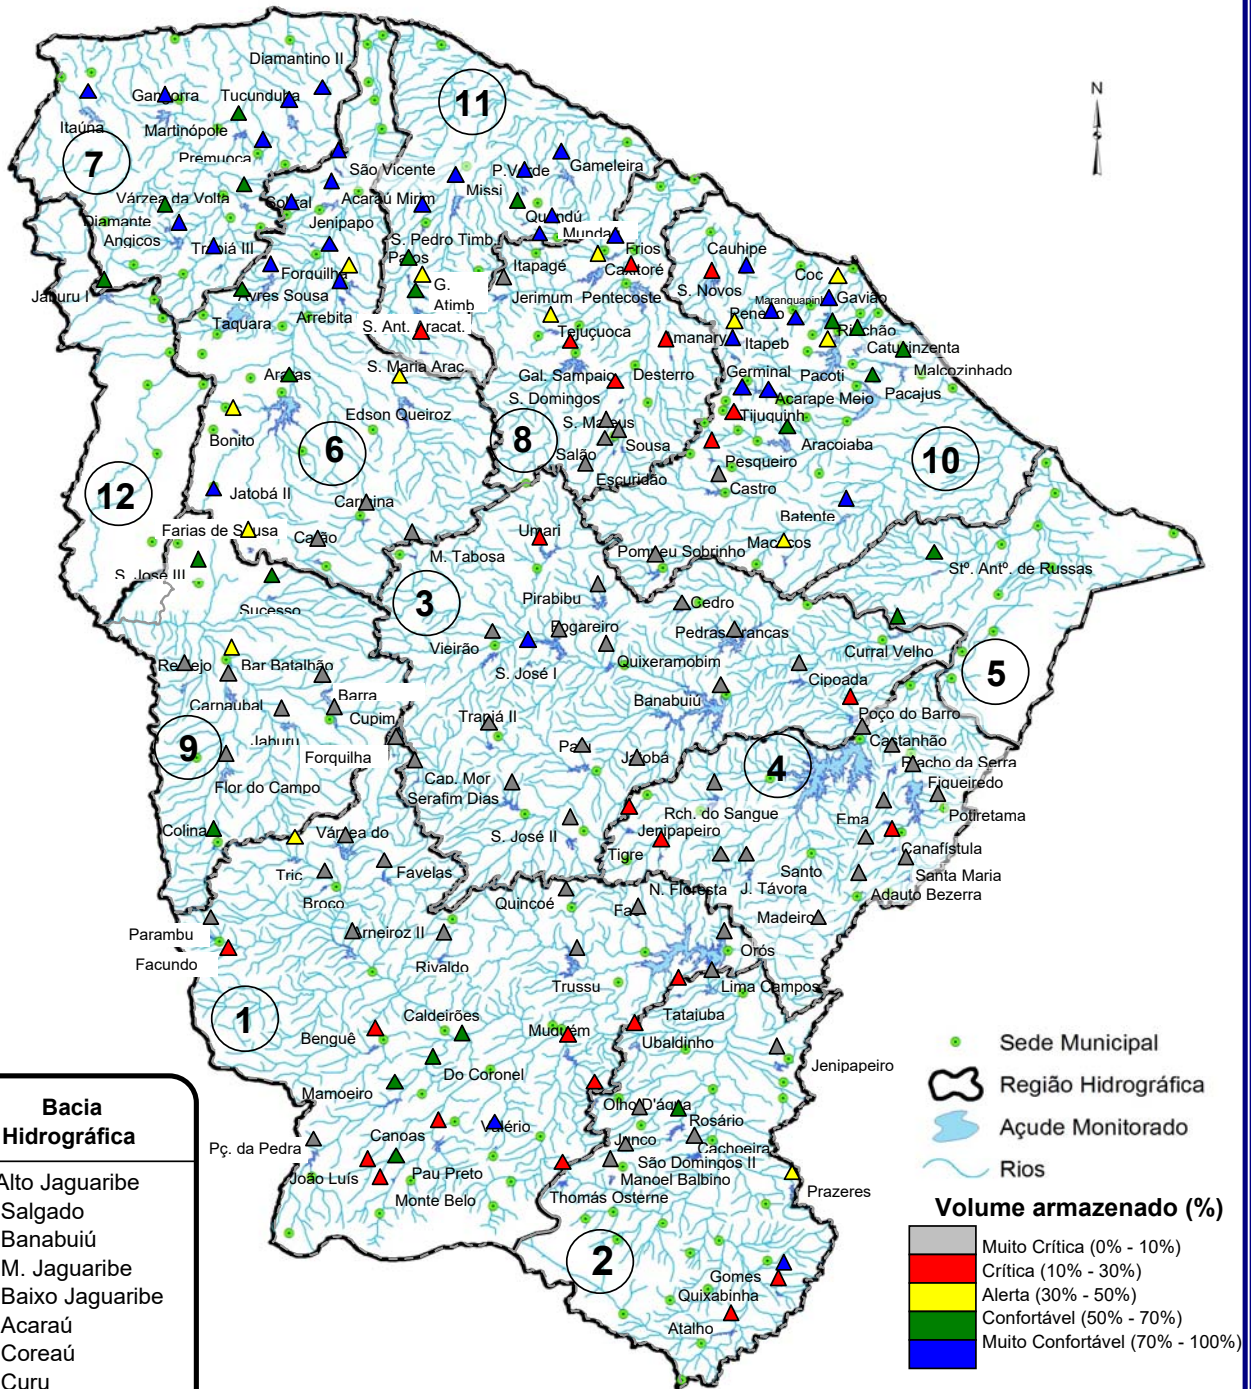 N
Diamantino II
11
Gangorra
Tucunduba
Itaúna
Martinópole
Premuoca
7
São Vicente
P. Verde
Gameleira
Missi
Várzea da Volta
Sobral
Acaraú Mirim
Diamante
Jenipapo
Quandú
Angicos
Mundaú
Trapiá III
S. Pedro Timb.
Patos
Frios
Cauhipe
Itapagé
Caxitoré
Coc
Forquilha
G.
S. Novos
Jaburu I
Ayres Sousa
Atimb
Jerimum
Pentecoste
Maranguapinh
Gavião
Taquara
Arrebita
Penedo
S. Ant. Aracat.
Tejuçuoca
Amanary
Riachão
Itapeb
Catucinzenta
S. Maria Arac.
Malcozinhado
Araras
Gal. Sampaio
Desterro
Germinal
Pacoti
Pacajus
S. Domingos
Acarape Meio
Edson Queiroz
Tijuquinh
Bonito
6
8
S. Mateus
Sousa
Aracoiaba
Salão
10
Pesqueiro
12
Escuridão
Castro
Jatobá II
Carmina
Batente
Farias de Sousa
Carão
Umari
Macacos
M. Tabosa
Pompeu Sobrinho
Stº. Antº. de Russas
S. José III
Pirabibu
Sucesso
3
Cedro
Fogareiro
Pedras Brancas
Vieirão
Curral Velho
Realejo
Bar Batalhão
Quixeramobim
5
S. José I
Cipoada
Barra
Banabuiú
Carnaubal
Poço do Barro
Cupim
Trapiá II
9
Jaburu
Castanhão
Forquilha
Jatobá
4
Riacho da Serra
Cap. Mor
Figueiredo
Flor do Campo
Serafim Dias
Rch. do Sangue
Potiretama
Ema
Colina
Várzea do
S. José II
Jenipapeiro
Canafístula
Tigre
Santo
Santa Maria
Tric
Favelas
N. Floresta
J. Távora
Adauto Bezerra
Broco
Quincoé
Madeiro
Parambu
Arneiroz II
Orós
Facundo
Rivaldo
Trussu
Lima Campos
1
Caldeirões
Tatajuba
Benguê
Muquém
Ubaldinho
Jenipapeiro
Do Coronel
Mamoeiro
Olho D'água
Rosário
Canoas
Valério
Junco
Cachoeira
Pç. da Pedra
São Domingos II
João Luís
Pau Preto
Manoel Balbino
Prazeres
Monte Belo
Thomás Osterne
2
Gomes
Quixabinha
Atalho
Bacia
Hidrográfica
Alto Jaguaribe
Salgado
Banabuiú
M. Jaguaribe
Baixo Jaguaribe
Acaraú
Coreaú
Curu
Sede Municipal
Região Hidrográfica
Açude Monitorado
Rios
Volume armazenado (%)
Muito Crítica (0% - 10%)
Crítica (10% - 30%)
Alerta (30% - 50%)
Confortável (50% - 70%)
Muito Confortável (70% - 100%)